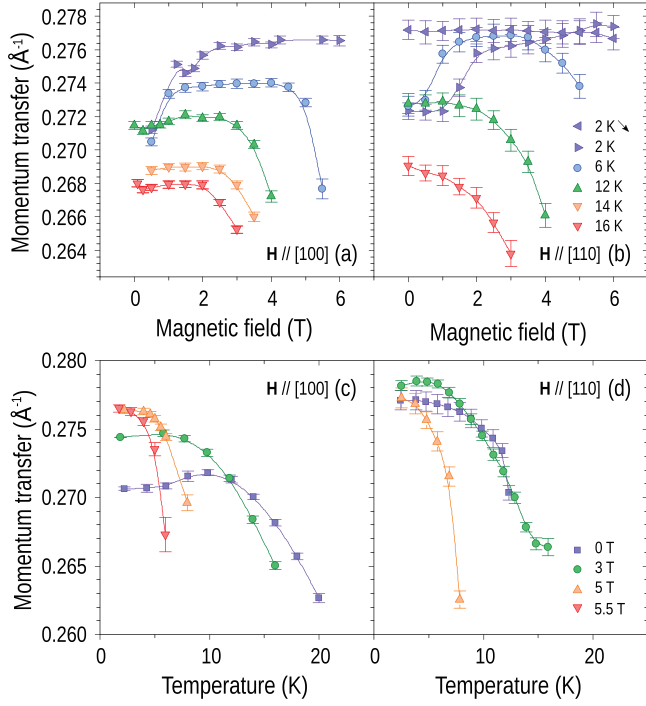 0.278
0.276
0.274
0.272
0.270
0.268
0.266
0.264
Momentum transfer (Å-1)
H // [100] (a)
0 2 4 6
Magnetic field (T)
2 K ↘
2 K
6 K
12 K
14 K
16 K
H // [110] (b)
0 2 4 6
Magnetic field (T)
0.280
0.275
0.270
0.265
0.260
Momentum transfer (Å-1)
H // [100] (c)
0 10 20
Temperature (K)
H // [110] (d)
0 T
3 T
5 T
5.5 T
0 10 20
Temperature (K)